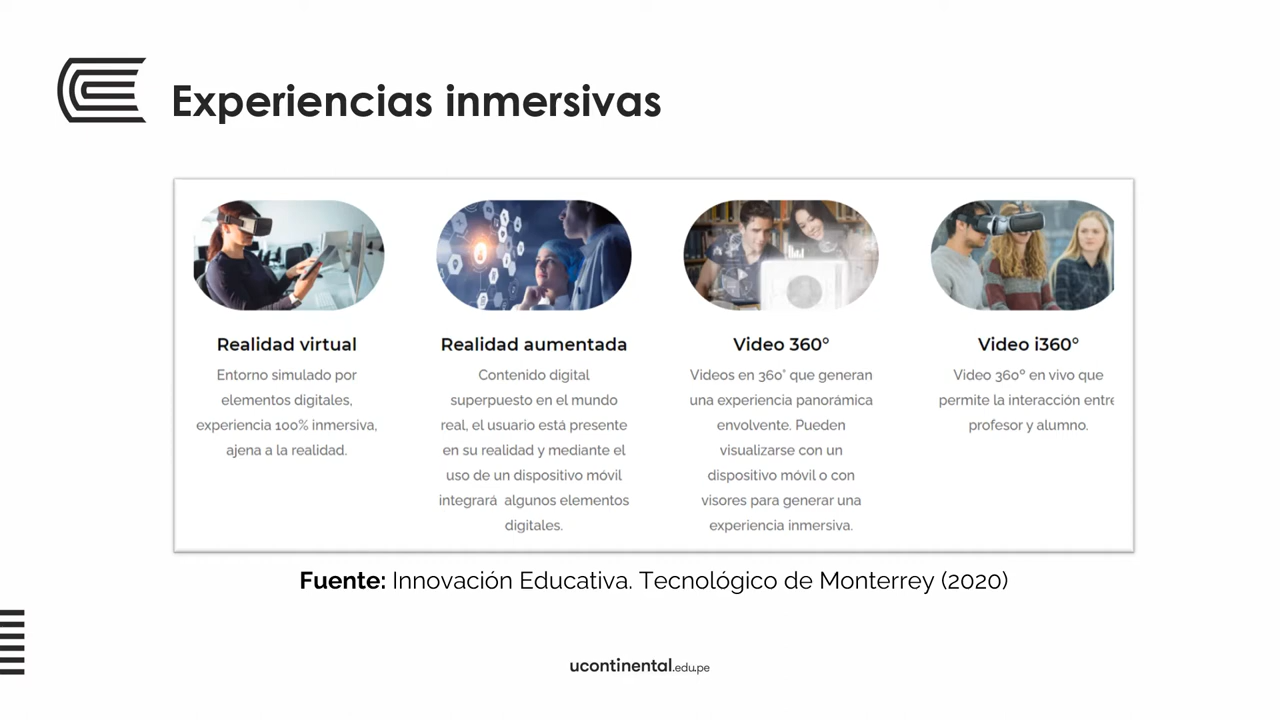 Experiencias inmersivas
Realidad virtual
Entorno simulado por
elementos digitales,
experiencia 100% inmersiva,
ajena a la realidad.
Realidad aumentada
Contenido digital
superpuesto en el mundo
real, el usuario está presente
en su realidad y mediante el
uso de un dispositivo móvil
integrará algunos elementos
digitales.
Video 360°
Videos en 360° que generan
una experiencia panorámica
envolvente. Pueden
visualizarse con un
dispositivo móvil o con
visores para generar una
experiencia inmersiva.
Video i360°
Video 360º en vivo que
permite la interacción entre
profesor y alumno.
Fuente: Innovación Educativa. Tecnológico de Monterrey (2020)
ucontinental.edu.pe